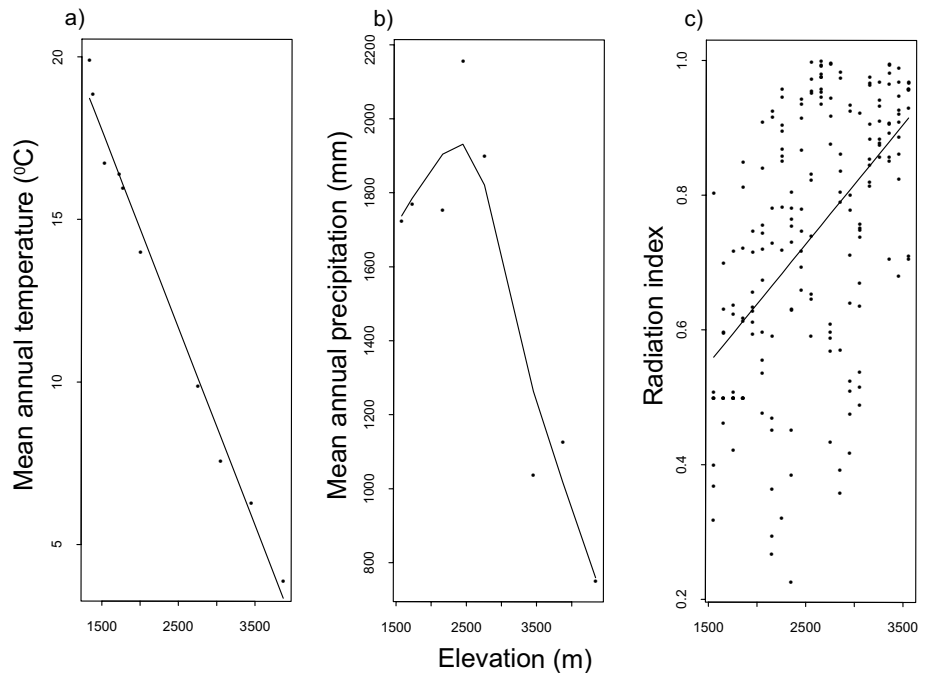 a)
Mean annual temperature (⁰C)
20
15
10
5
1500 2500 3500
b)
Mean annual precipitation (mm)
2200
2000
1800
1600
1400
1200
1000
800
1500 2500 3500
c)
Radiation index
1.0
0.8
0.6
0.4
0.2
1500 2500 3500
Elevation (m)